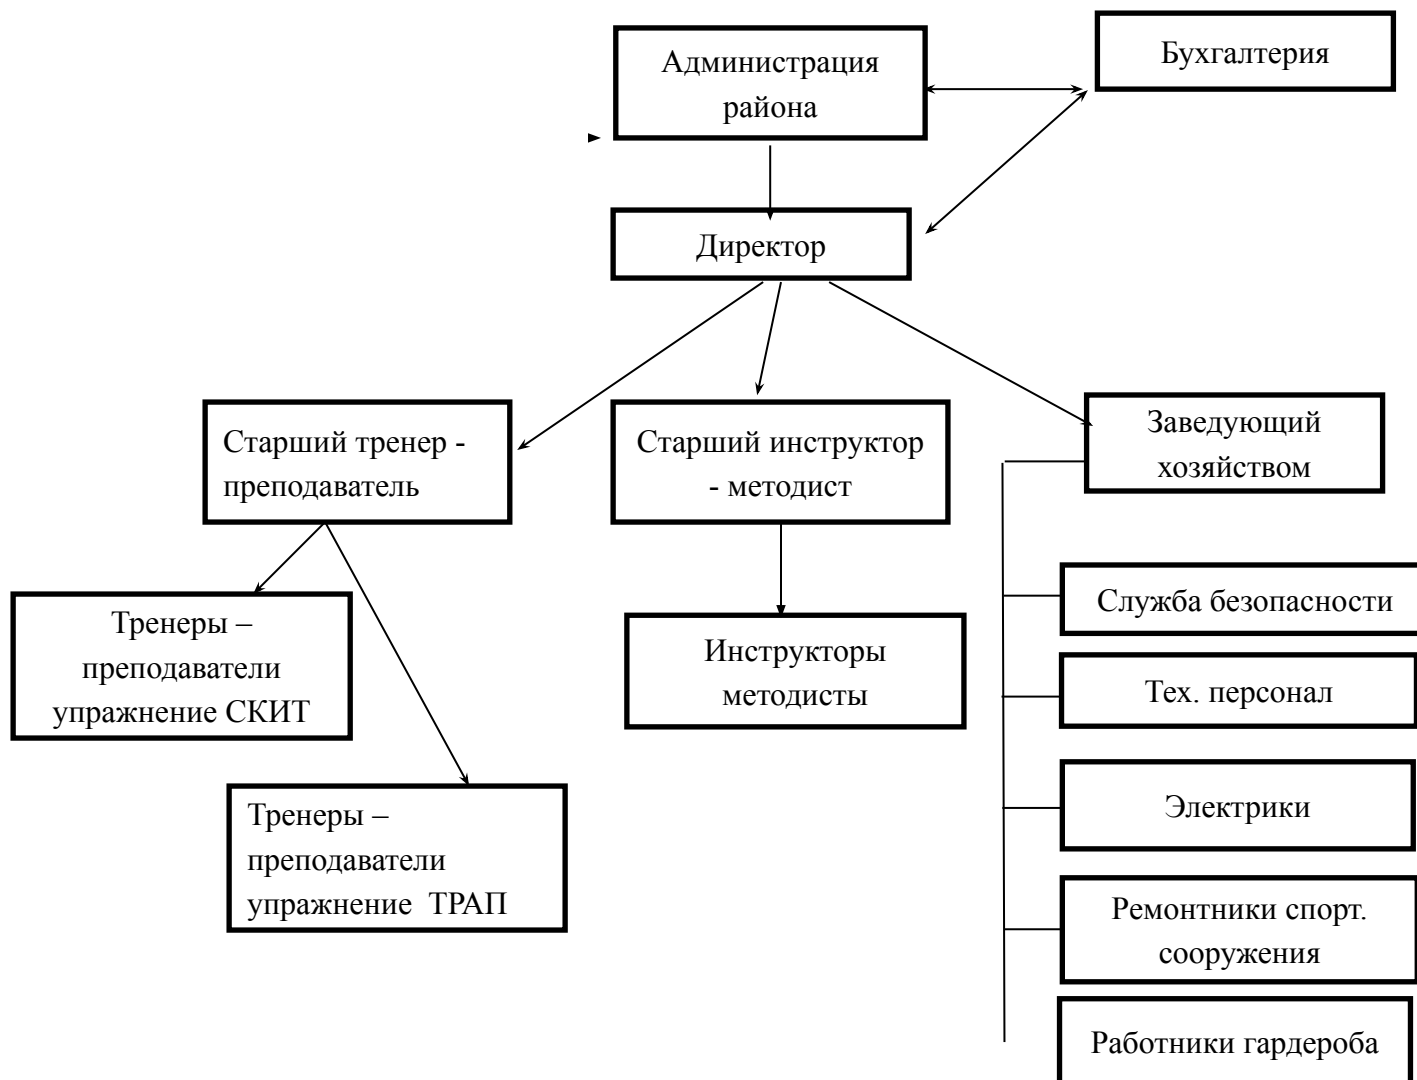 Администрация
района
Бухгалтерия
Директор
Старший тренер -
преподаватель
Старший инструктор
- методист
Заведующий
хозяйством
Тренеры –
преподаватели
упражнение СКИТ
Инструкторы
методисты
Служба безопасности
Тех. персонал
Тренеры –
преподаватели
упражнение  ТРАП
Электрики
Ремонтники спорт.
сооружения
Работники гардероба